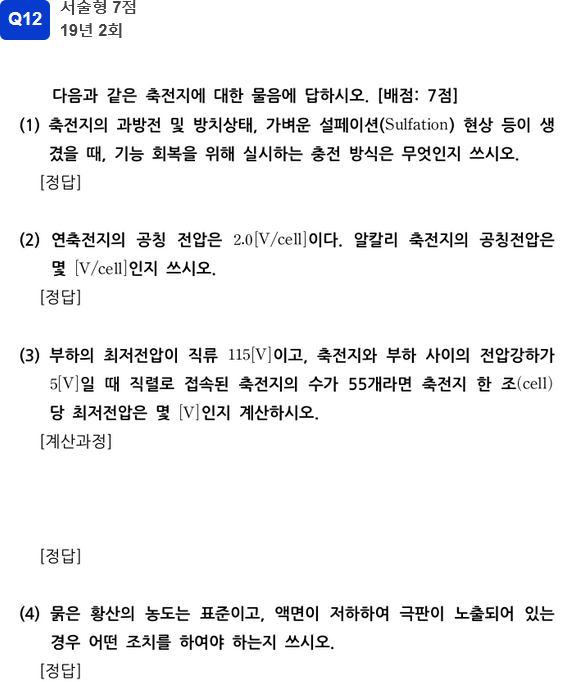 Q12
서술형 7점
19년 2회
다음과 같은 축전지에 대한 물음에 답하시오. [배점: 7점]
(1) 축전지의 과방전 및 방치상태, 가벼운 설페이션(Sulfation) 현상 등이 생
겼을 때, 기능 회복을 위해 실시하는 충전 방식은 무엇인지 쓰시오.
[정답]
(2) 연축전지의 공칭 전압은 2.0[V/cell]이다. 알칼리 축전지의 공칭전압은
몇 [V/cell]인지 쓰시오.
[정답]
(3) 부하의 최저전압이 직류 115[V]이고, 축전지와 부하 사이의 전압강하가
5[V]일 때 직렬로 접속된 축전지의 수가 55개라면 축전지 한 조(cell)
당 최저전압은 몇 [V]인지 계산하시오.
[계산과정]
[정답]
(4) 묽은 황산의 농도는 표준이고, 액면이 저하하여 극판이 노출되어 있는
경우 어떤 조치를 하여야 하는지 쓰시오.
[정답]